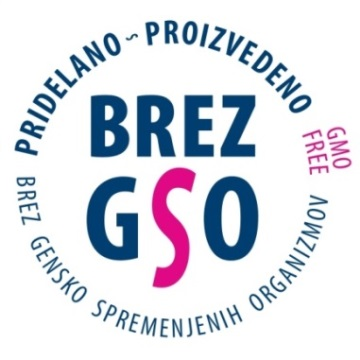 PRIDELANO ~ PROIZVEDENO
GMO
FREE
BREZ
GSO
BREZ GENSKO SPREMENJENIH ORGANIZMOV